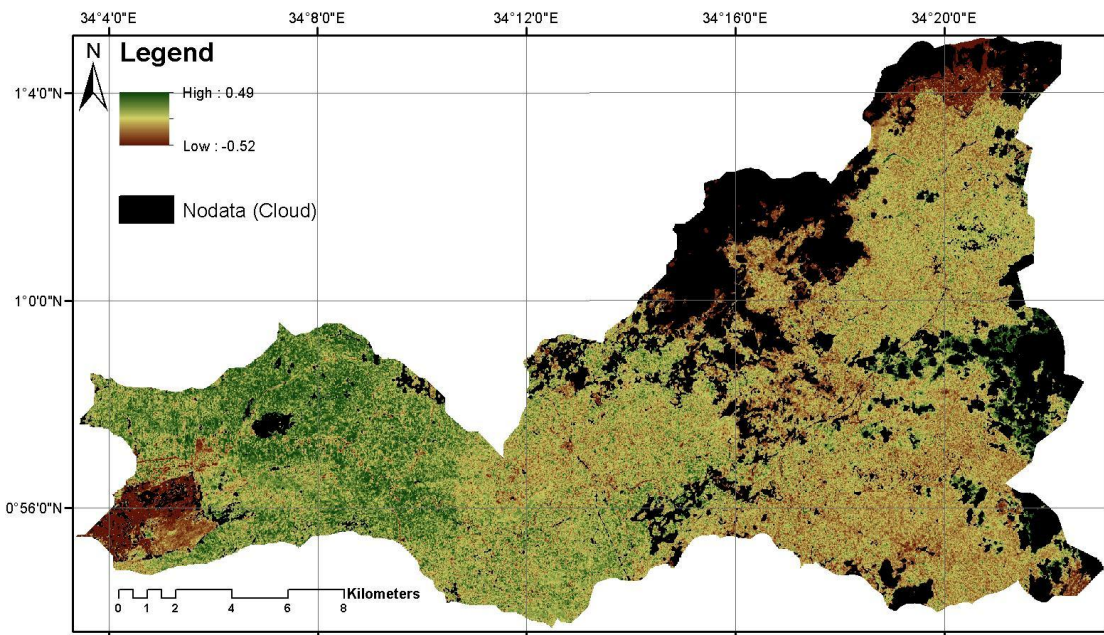 34°4'0"E 34°8'0"E 34°12'0"E 34°16'0"E 34°20'0"E
N Legend
High : 0.49
1°4'0"N
Low : -0.52
Nodata (Cloud)
1°0'0"N
0°56'0"N
Kilometers
0 1 2 4 6 8